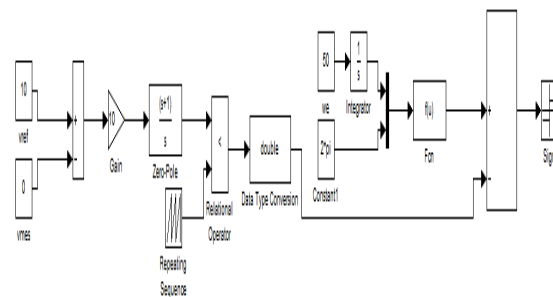 10
vref
0
vmes
+
-
10
Gain
(s+1)
s
Zero-Pole
Repeating
Sequence
<
Relational
Operator
double
Data Type Conversion
50
we
1
s
Integrator
2*pi
Constant1
f(u)
Fcn
+
-
Sign